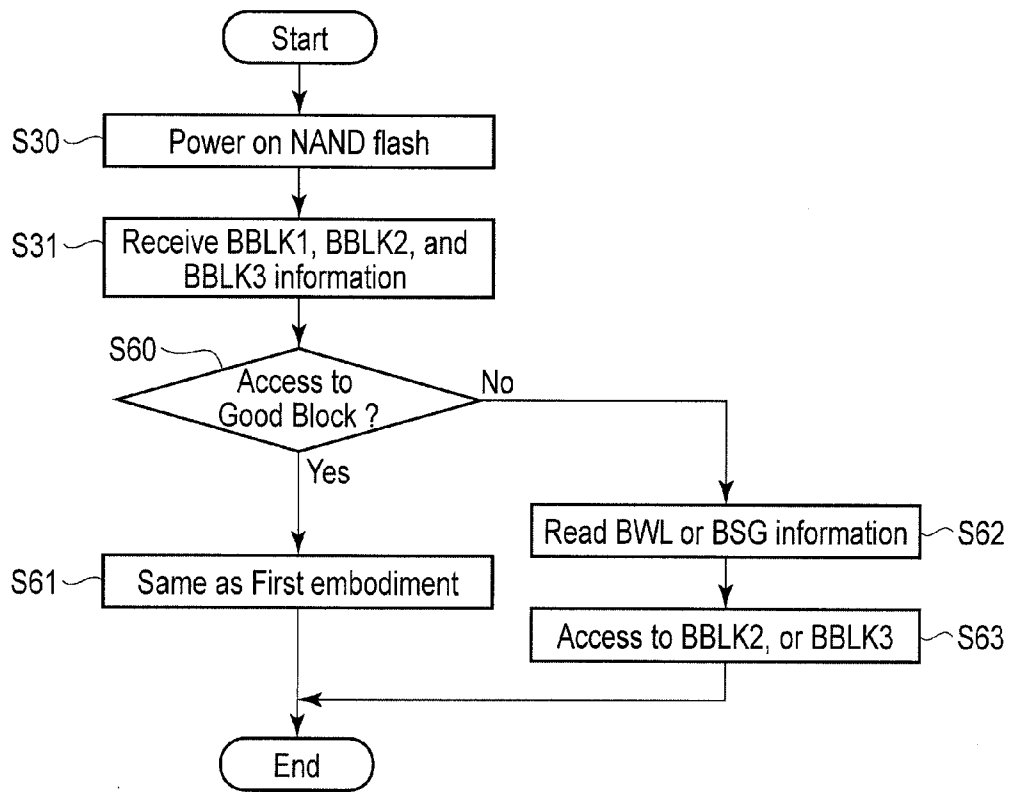 Start
S30
Power on NAND flash
S31
Receive BBLK1, BBLK2, and
BBLK3 information
S60
Access to
Good Block ?
No
Yes
Read BWL or BSG information
S62
S61
Same as First embodiment
Access to BBLK2, or BBLK3
S63
End